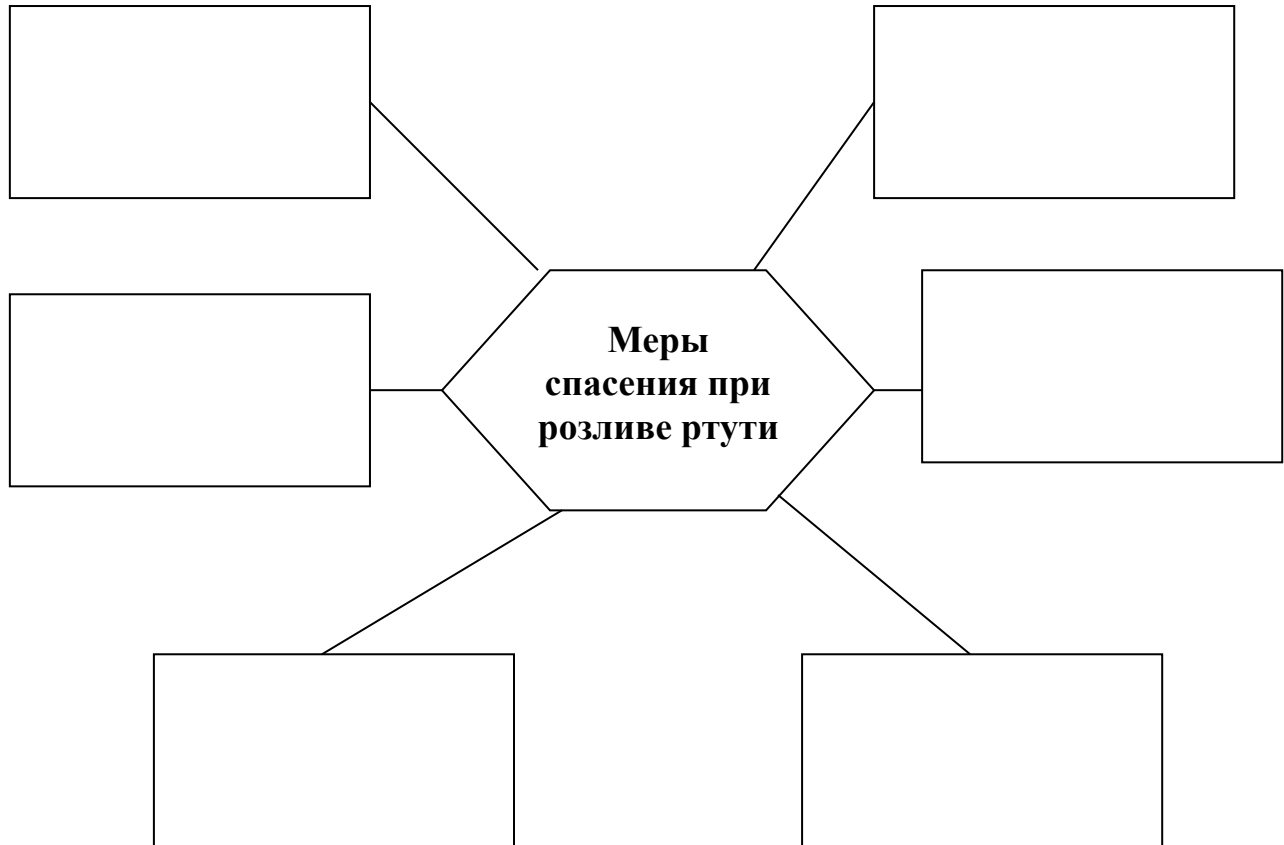 Меры
спасения при
розливе ртути